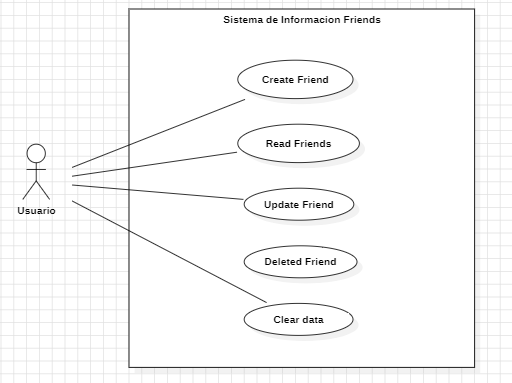 Sistema de Informacion Friends
Create Friend
Read Friends
Update Friend
Usuario
Deleted Friend
Clear data